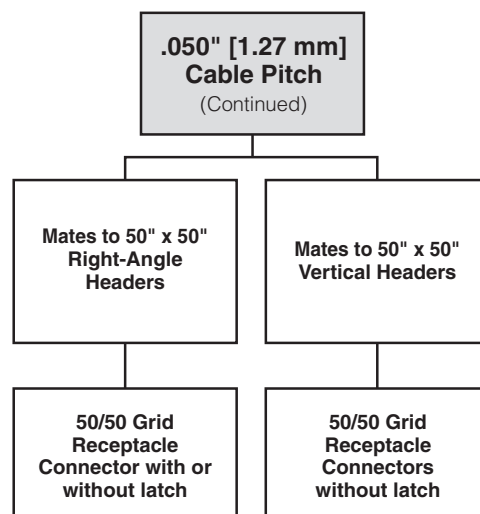 .050" [1.27 mm]
Cable Pitch
(Continued)
Mates to 50" x 50"
Right-Angle
Headers
Mates to 50" x 50"
Vertical Headers
50/50 Grid
Receptacle
Connector with or
without latch
50/50 Grid
Receptacle
Connectors
without latch